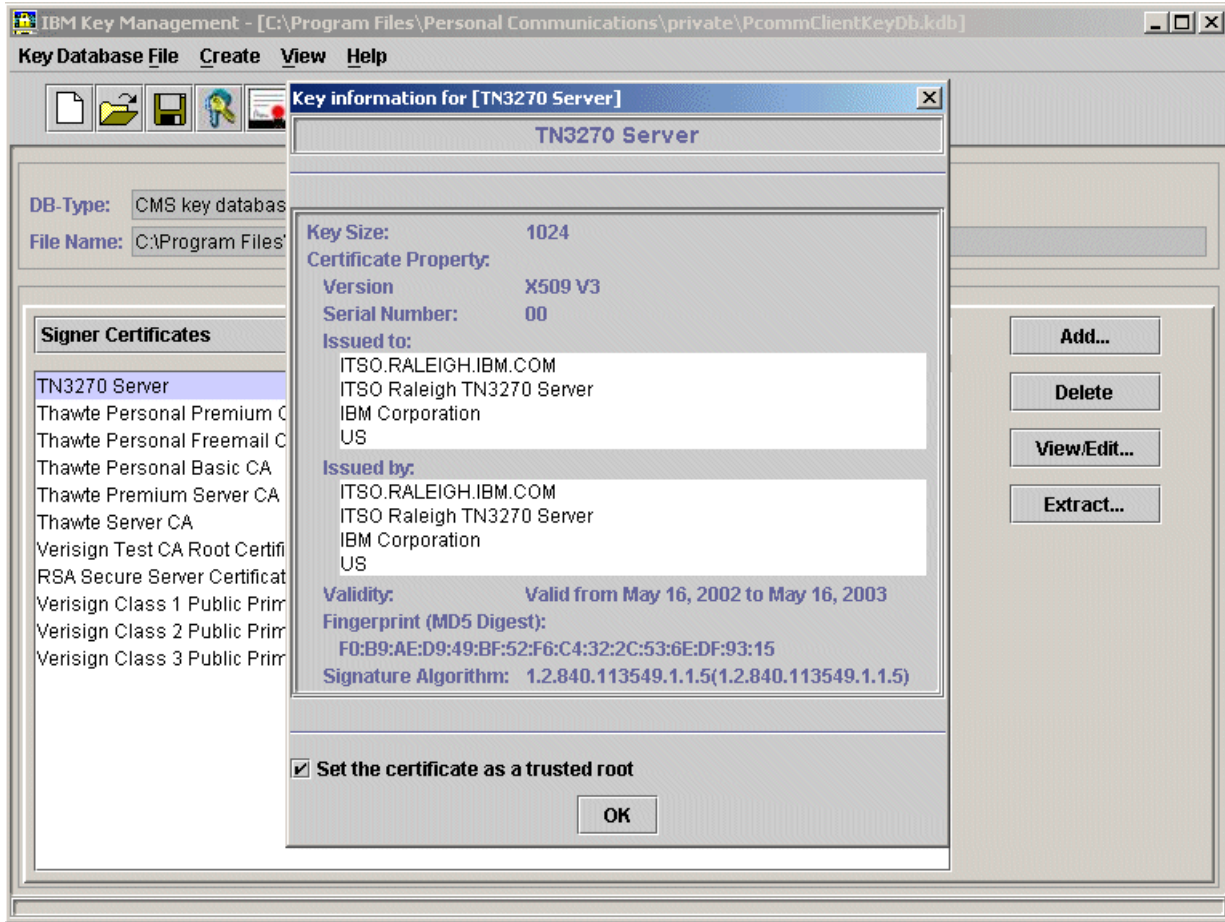 IBM Key Management - [C:\Program Files\Personal Communications\private\PcommClientKeyDb.kdb]
Key Database File Create View Help
Key information for [TN3270 Server]
TN3270 Server
DB-Type: CMS key databas
File Name: C:\Program Files\
Key Size: 1024
Certificate Property:
Version X509 V3
Serial Number: 00
Issued to:
ITSO.RALEIGH.IBM.COM
ITSO Raleigh TN3270 Server
IBM Corporation
US
Issued by:
ITSO.RALEIGH.IBM.COM
ITSO Raleigh TN3270 Server
IBM Corporation
US
Validity: Valid from May 16, 2002 to May 16, 2003
Fingerprint (MD5 Digest):
F0:B9:AE:D9:49:BF:52:F6:C4:32:2C:53:6E:DF:93:15
Signature Algorithm: 1.2.840.113549.1.1.5(1.2.840.113549.1.1.5)
Set the certificate as a trusted root
OK
Signer Certificates
TN3270 Server
Thawte Personal Premium C
Thawte Personal Freemail C
Thawte Personal Basic CA
Thawte Premium Server CA
Thawte Server CA
Verisign Test CA Root Certifi
RSA Secure Server Certificat
Verisign Class 1 Public Prim
Verisign Class 2 Public Prim
Verisign Class 3 Public Prim
Add...
Delete
View/Edit...
Extract...